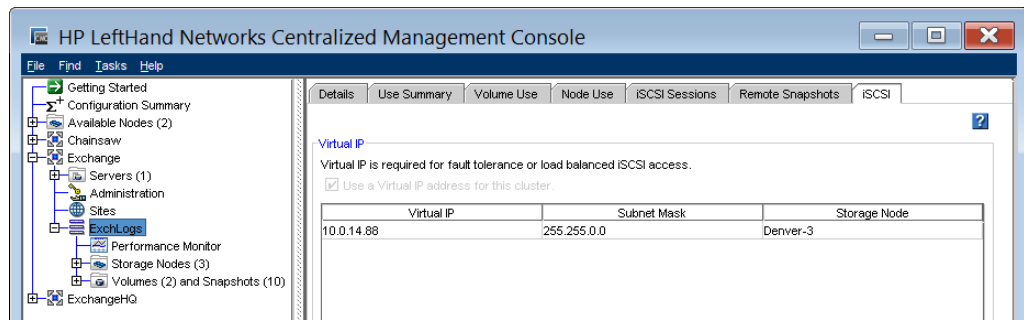 HP LeftHand Networks Centralized Management Console
File Find Tasks Help
Getting Started
Configuration Summary
Available Nodes (2)
Chainsaw
Exchange
Servers (1)
Administration
Sites
ExchLogs
Performance Monitor
Storage Nodes (3)
Volumes (2) and Snapshots (10)
ExchangeHQ
Details Use Summary Volume Use Node Use iSCSI Sessions Remote Snapshots iSCSI
?
Virtual IP
Virtual IP is required for fault tolerance or load balanced iSCSI access.
Use a Virtual IP address for this cluster.
Virtual IP Subnet Mask Storage Node
10.0.14.88 255.255.0.0 Denver-3